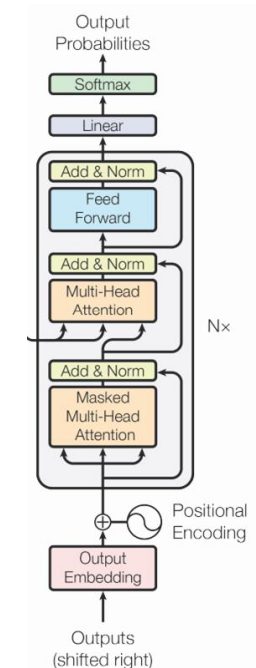 Output
Probabilities
Softmax
Linear
Add & Norm
Feed
Forward
Add & Norm
Multi-Head
Attention
N×
Add & Norm
Masked
Multi-Head
Attention
Positional
Encoding
Output
Embedding
Outputs
(shifted right)